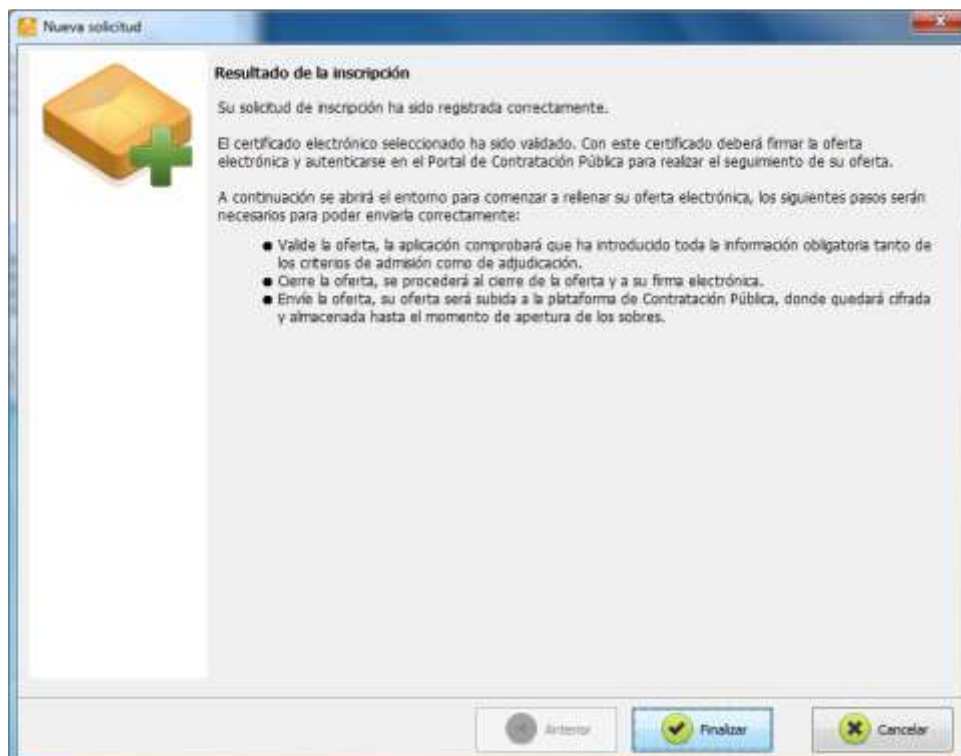 Nueva solicitud
Resultado de la inscripción
Su solicitud de inscripción ha sido registrada correctamente.
El certificado electrónico seleccionado ha sido validado. Con este certificado deberá firmar la oferta
electrónica y autenticarse en el Portal de Contratación Pública para realizar el seguimiento de su oferta.
A continuación se abrirá el entorno para comenzar a rellenar su oferta electrónica, los siguientes pasos serán
necesarios para poder enviarla correctamente:
● Valide la oferta, la aplicación comprobará que ha introducido toda la información obligatoria tanto de
los criterios de admisión como de adjudicación.
● Cierre la oferta, se procederá al cierre de la oferta y a su firma electrónica.
● Envíe la oferta, su oferta será subida a la plataforma de Contratación Pública, donde quedará cifrada
y almacenada hasta el momento de apertura de los sobres.
Anterior
Finalizar
Cancelar